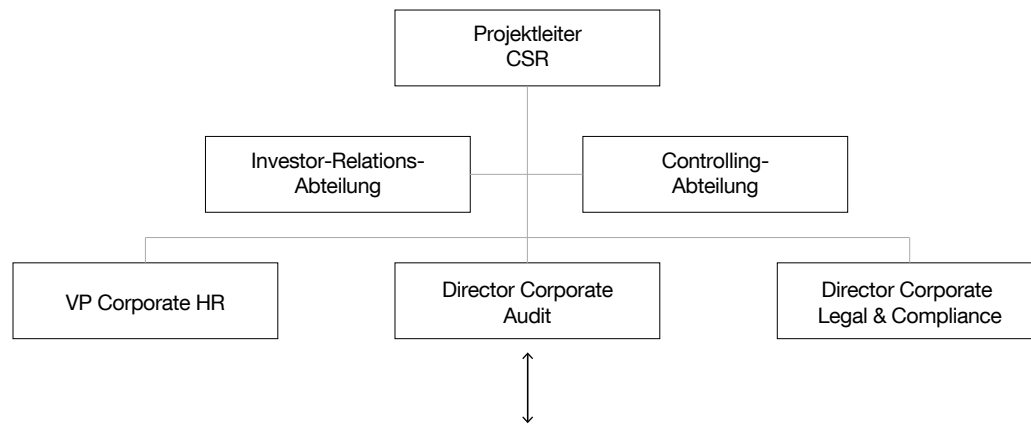 Projektleiter
CSR
Investor-Relations-
Abteilung
Controlling-
Abteilung
VP Corporate HR
Director Corporate
Audit
Director Corporate
Legal & Compliance